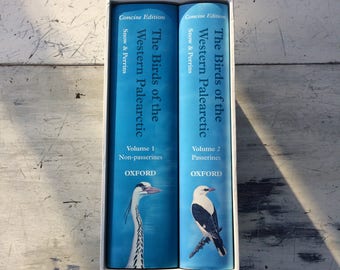 Concise Edition
The Birds of the
Western Palearctic
Snow & Perrins
Volume 1
Non-passerines
OXFORD
Concise Edition
The Birds of the
Western Palearctic
Snow & Perrins
Volume 2
Passerines
OXFORD